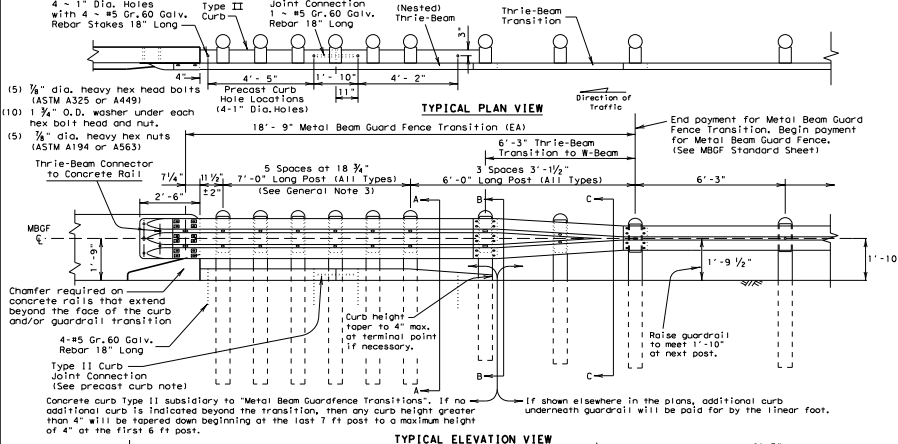 4 ~ 1" Dia. Holes
with 4 ~ #5 Gr.60 Galv.
Rebar Stakes 18" Long
Type II
Curb
Joint Connection
1 ~ #5 Gr.60 Galv.
Rebar 18" Long
(Nested)
Thrie-Beam
Thrie-Beam
Transition
3"
4"
4'- 5"
1'- 10"
4'- 2"
11"
Precast Curb
Hole Locations
(4-1" Dia.Holes)
TYPICAL PLAN VIEW
Direction of
Traffic
(5) 7/8" dia. heavy hex head bolts
(ASTM A325 or A449)
(10) 1 3/4" O.D. washer under each
hex bolt head and nut.
(5) 7/8" dia. heavy hex nuts
(ASTM A194 or A563)
18'- 9" Metal Beam Guard Fence Transition (EA)
End payment for Metal Beam Guard
Fence Transition. Begin payment
for Metal Beam Guard Fence.
(See MBGF Standard Sheet)
6'-3" Thrie-Beam
Transition to W-Beam
Thrie-Beam Connector
to Concrete Rail
7 1/4"
11 1/2"
±2"
5 Spaces at 18 3/4"
7'-0" Long Post (All Types)
(See General Note 3)
3 Spaces 3'-1 1/2"
6'-0" Long Post (All Types)
6'-3"
2'-6"
A
B
C
MBGF
℄
1'-9"
1'-9 1/2"
1'-10"
Chamfer required on
concrete rails that extend
beyond the face of the curb
and/or guardrail transition
Curb height
taper to 4" max.
at terminal point
if necessary.
Raise guardrail
to meet 1'-10"
at next post.
4-#5 Gr.60 Galv.
Rebar 18" Long
Type II Curb
Joint Connection
(See precast curb note)
A
B
C
Concrete curb Type II subsidiary to "Metal Beam Guardfence Transitions". If no
additional curb is indicated beyond the transition, then any curb height greater
than 4" will be tapered down beginning at the last 7 ft post to a maximum height
of 4" at the first 6 ft post.
If shown elsewhere in the plans, additional curb
underneath guardrail will be paid for by the linear foot.
TYPICAL ELEVATION VIEW